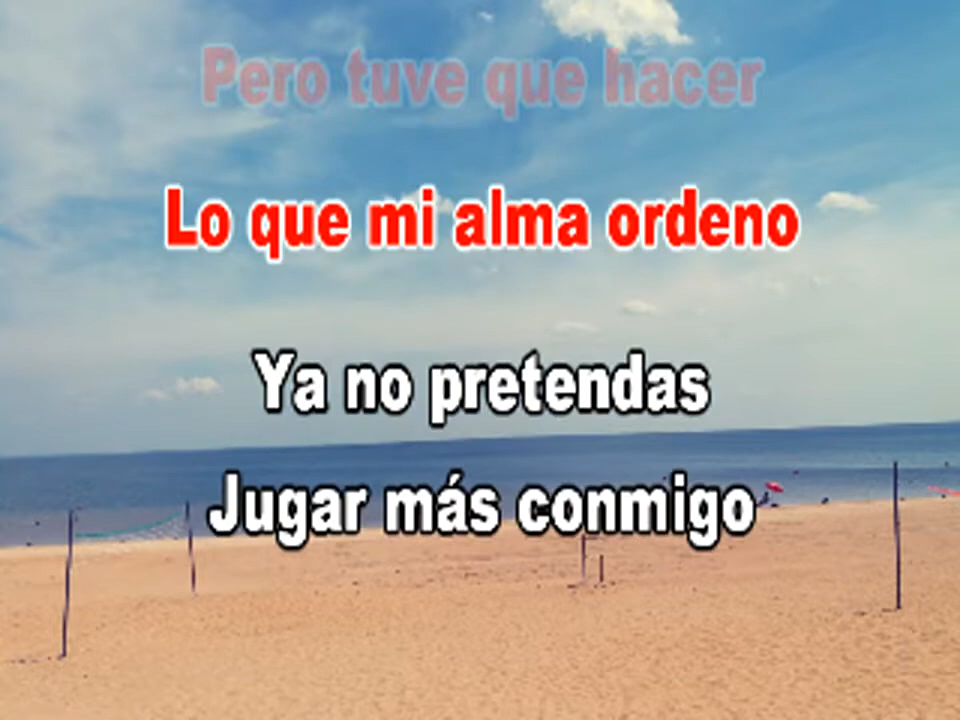 Pero tuve que hacer
Lo que mi alma ordeno
Ya no pretendas
Jugar más conmigo